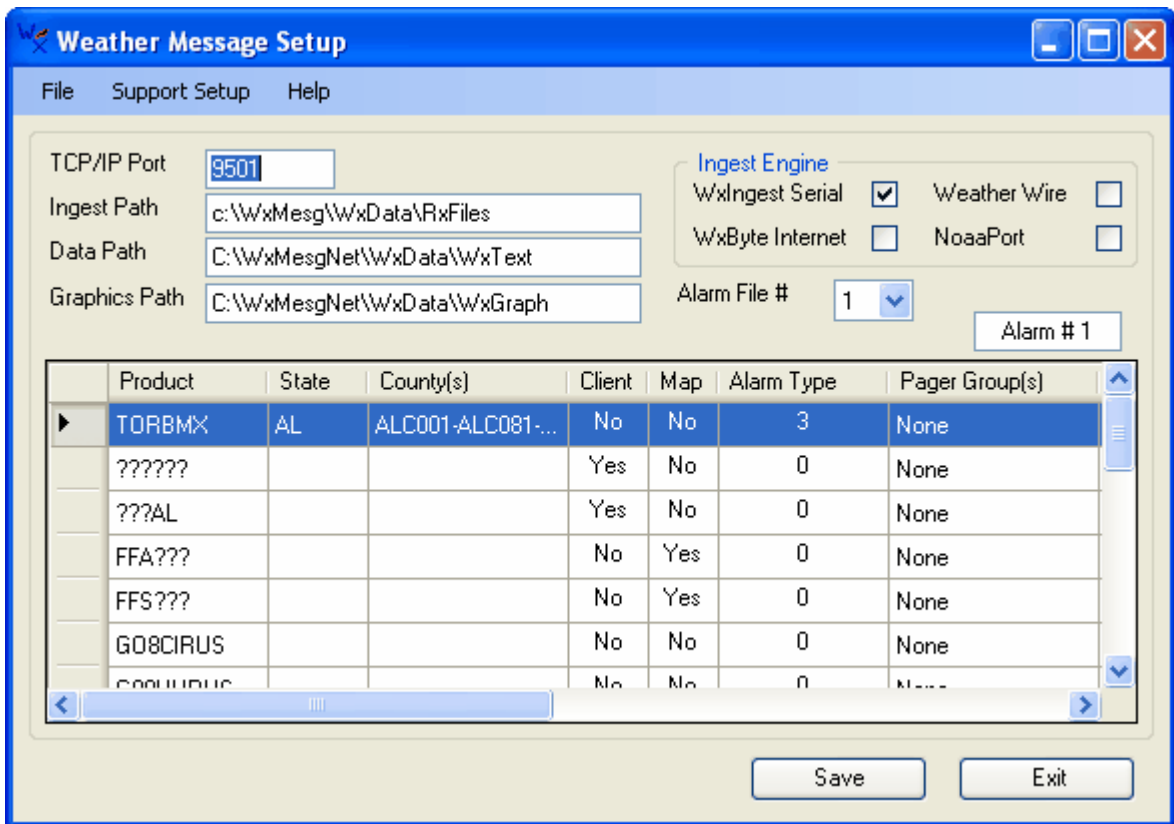 Weather Message Setup
File Support Setup Help
TCP/IP Port 9501
Ingest Path c:\WxMesg\WxData\RxFiles
Data Path C:\WxMesgNet\WxData\WxText
Graphics Path C:\WxMesgNet\WxData\WxGraph
Ingest Engine
WxIngest Serial Weather Wire
WxByte Internet NoaaPort
Alarm File # 1
Alarm # 1
Product State County(s) Client Map Alarm Type Pager Group(s)
TORBMX AL ALC001-ALC081-... No No 3 None
?????? Yes No 0 None
???AL Yes No 0 None
FFA??? No Yes 0 None
FFS??? No Yes 0 None
GO8CIRUS No No 0 None
No No 0 None
Save Exit